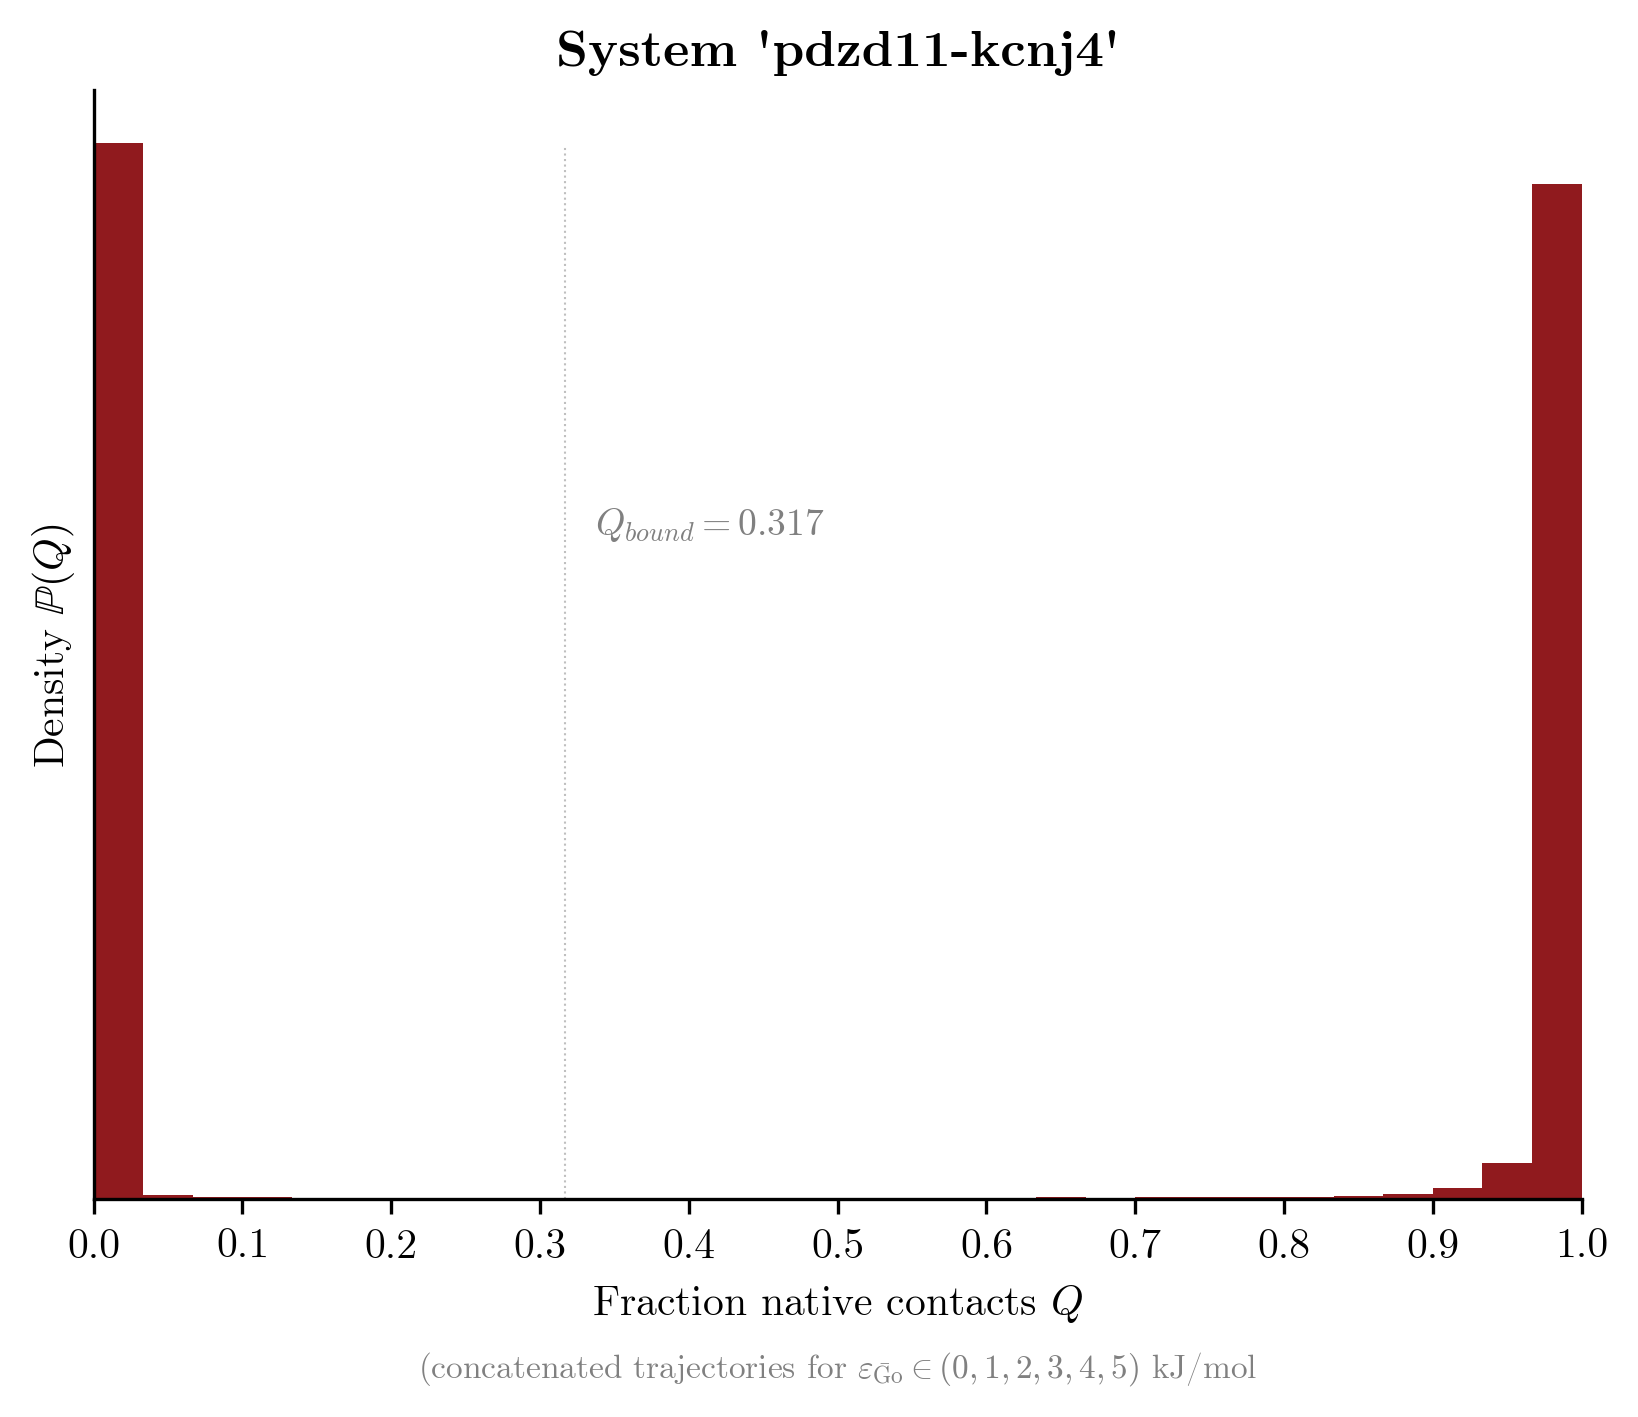 System 'pdzd11-kcnj4'
Density ℙ(Q)
Q_bound = 0.317
0.0 0.1 0.2 0.3 0.4 0.5 0.6 0.7 0.8 0.9 1.0
Fraction native contacts Q
(concatenated trajectories for ε_Ḡo ∈ (0, 1, 2, 3, 4, 5) kJ/mol